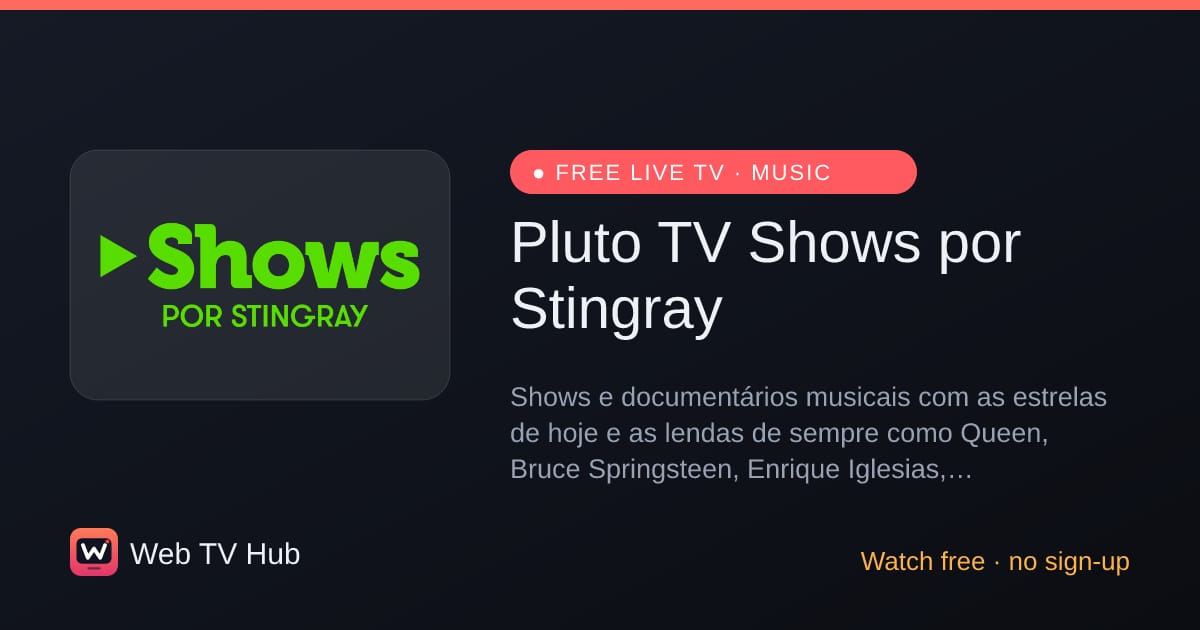 Shows
POR STINGRAY
• FREE LIVE TV · MUSIC
Pluto TV Shows por
Stingray
Shows e documentários musicais com as estrelas
de hoje e as lendas de sempre como Queen,
Bruce Springsteen, Enrique Iglesias,…
W
Web TV Hub
Watch free · no sign-up